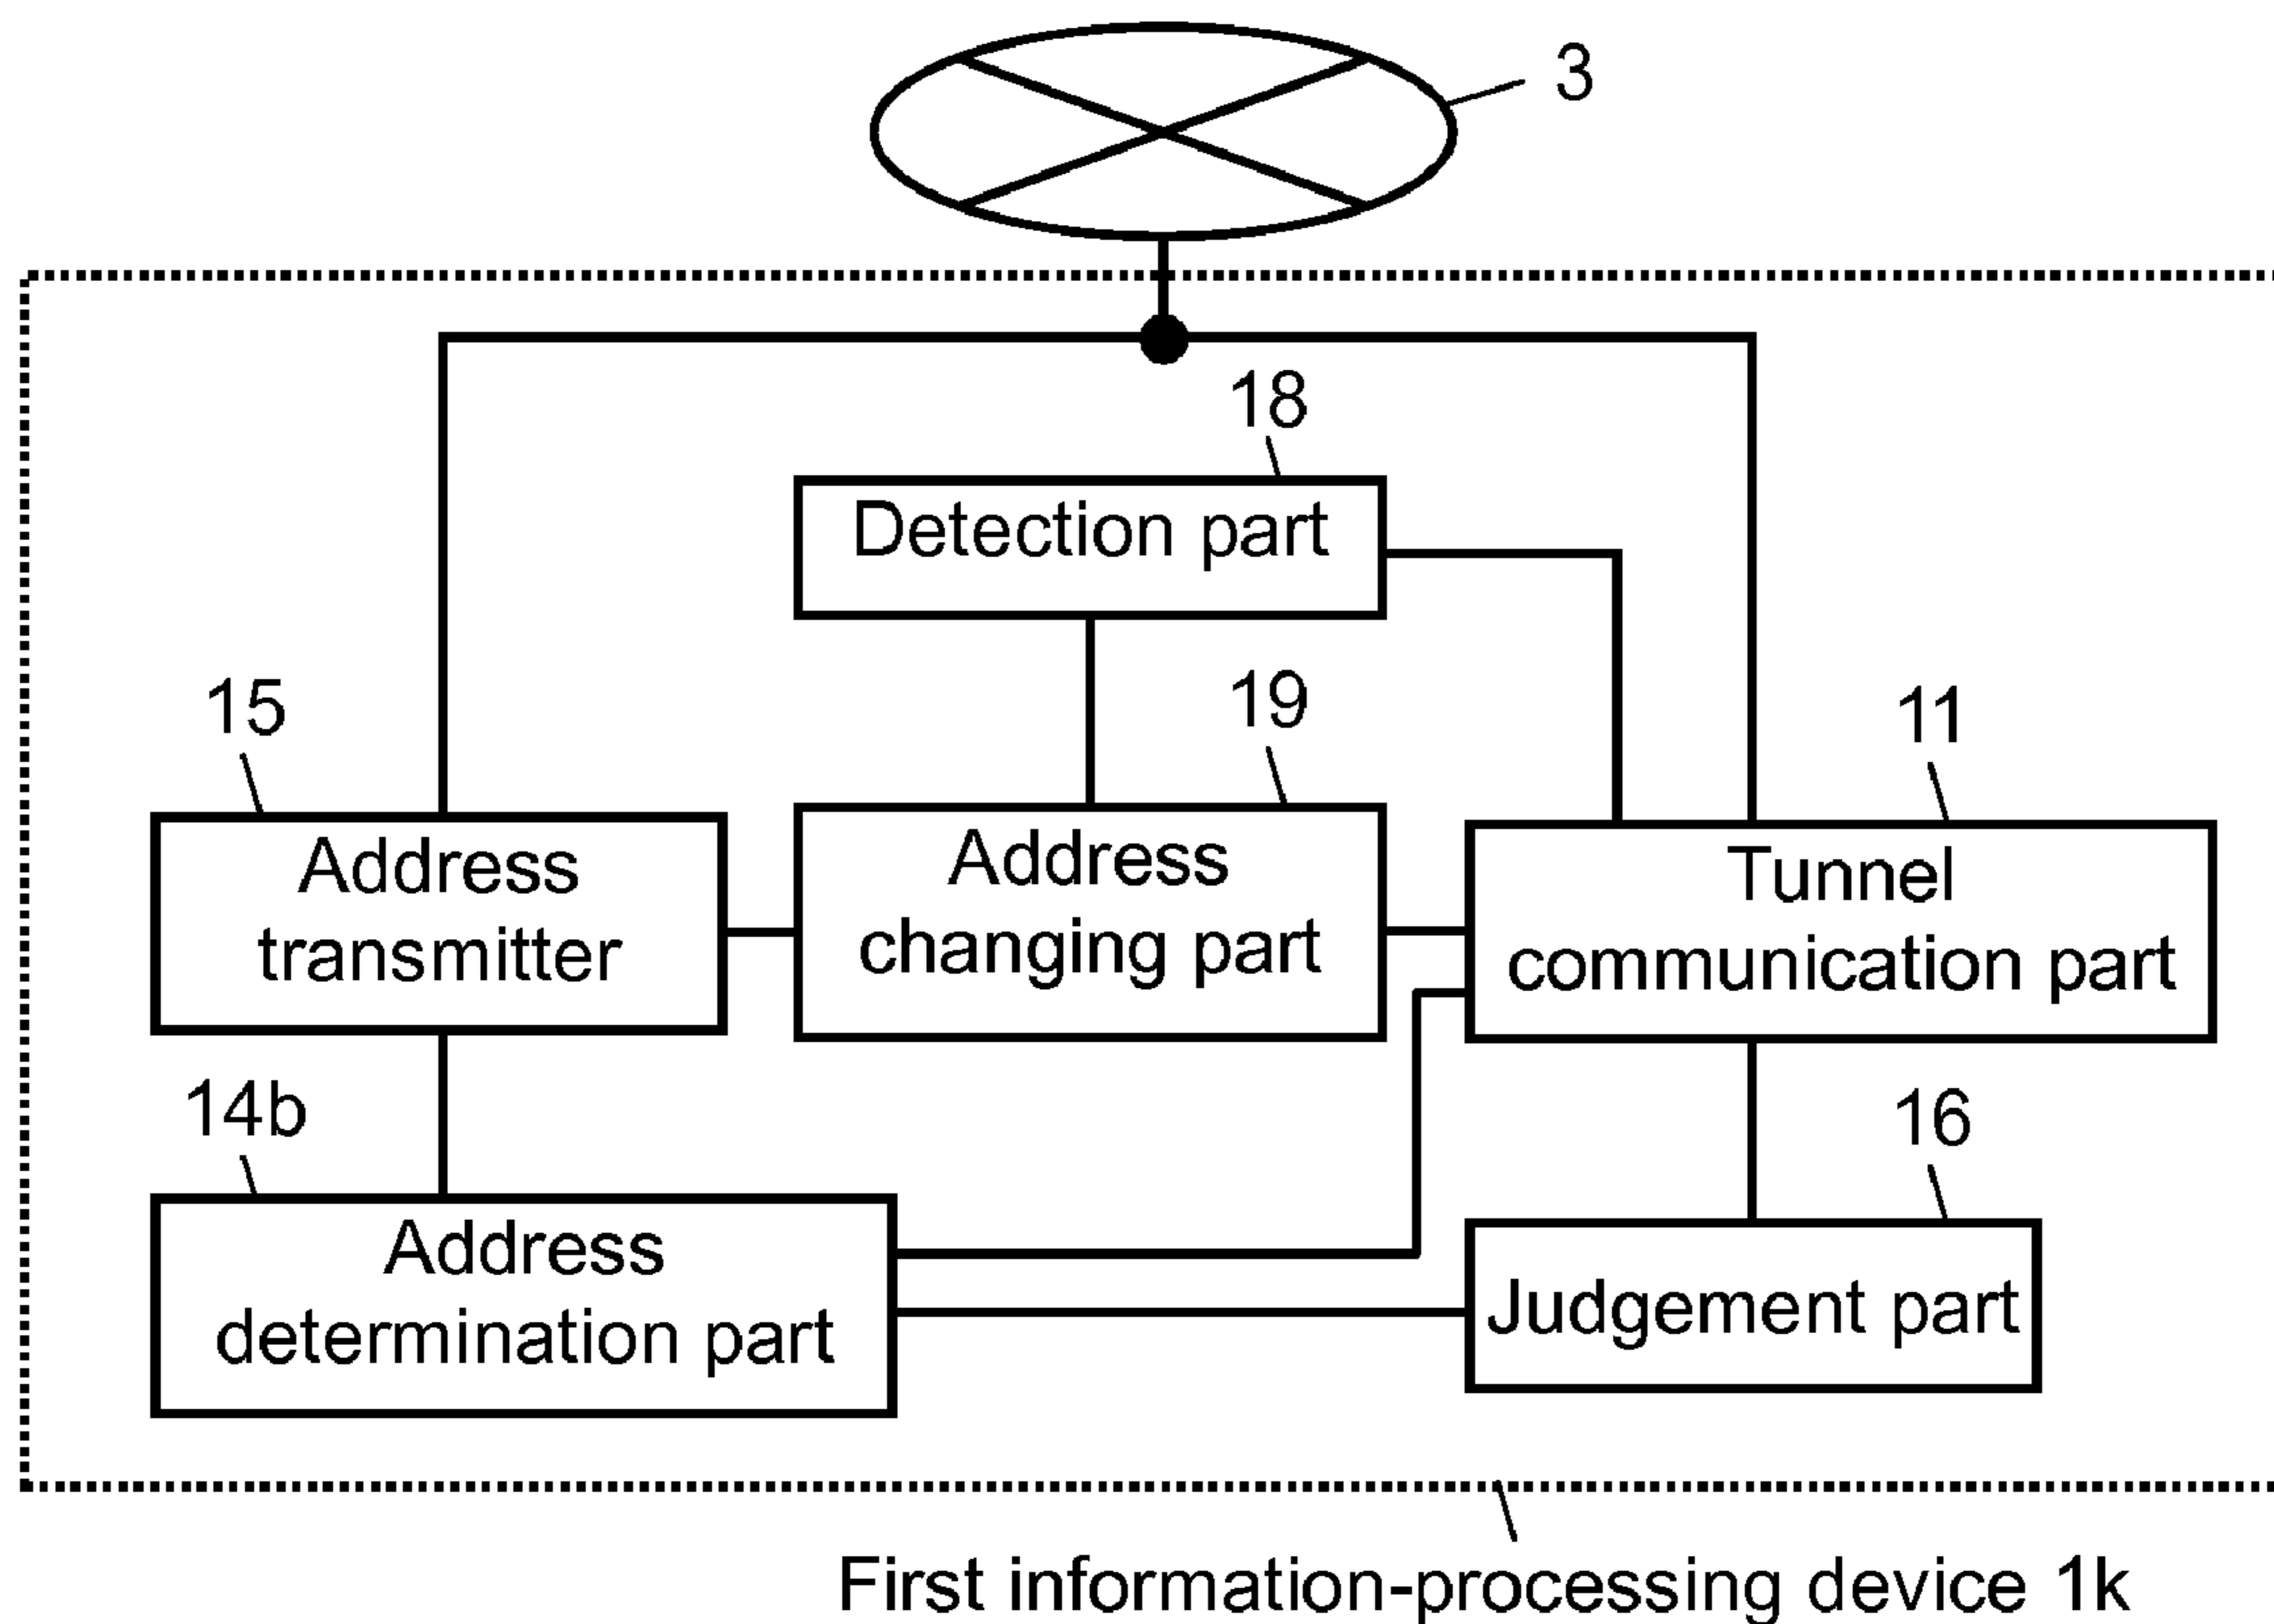 3
18
Detection part
15
19
11
Address
transmitter
Address
changing part
Tunnel
communication part
14b
16
Address
determination part
Judgement part
First information-processing device 1k